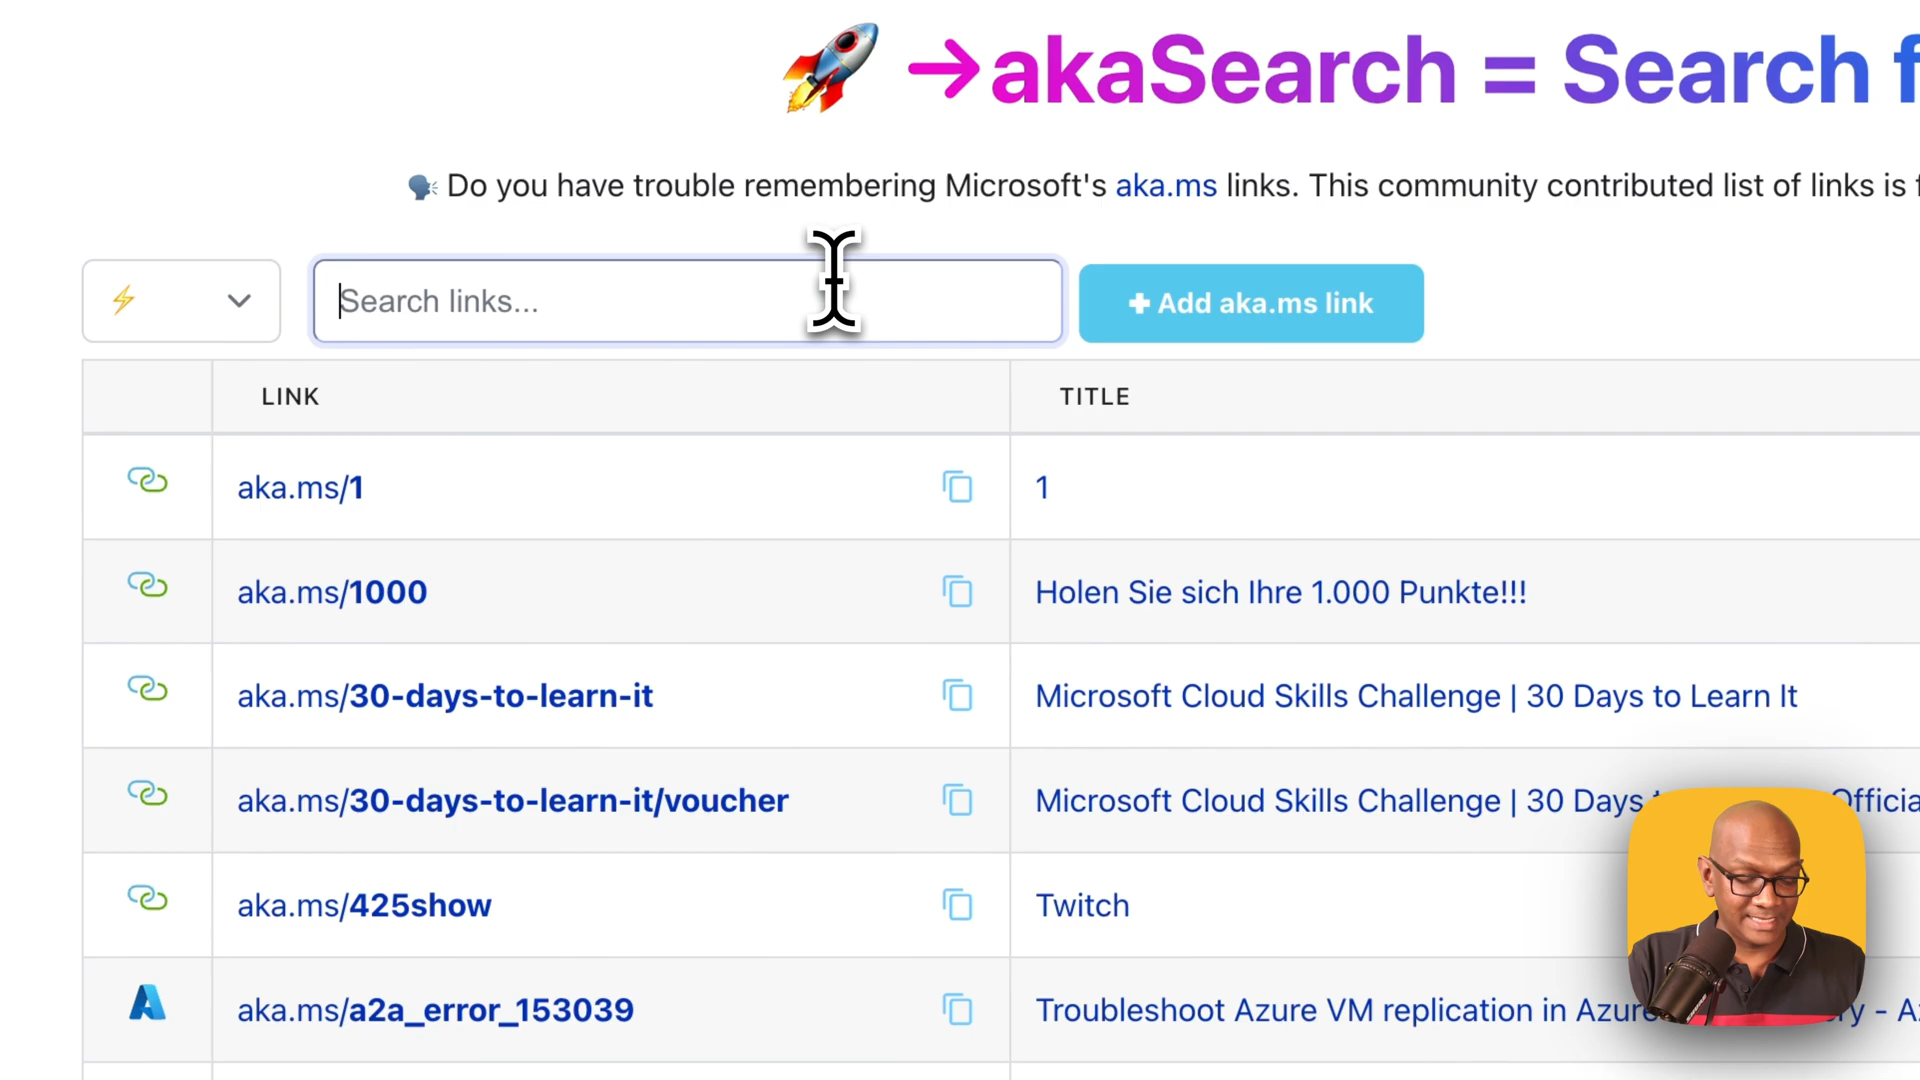 →akaSearch = Search f
Do you have trouble remembering Microsoft's aka.ms links. This community contributed list of links is f
Search links...
Add aka.ms link
LINK TITLE
aka.ms/1 1
aka.ms/1000 Holen Sie sich Ihre 1.000 Punkte!!!
aka.ms/30-days-to-learn-it Microsoft Cloud Skills Challenge | 30 Days to Learn It
aka.ms/30-days-to-learn-it/voucher Microsoft Cloud Skills Challenge | 30 Days Officia
aka.ms/425show Twitch
aka.ms/a2a_error_153039 Troubleshoot Azure VM replication in Azure ry - A